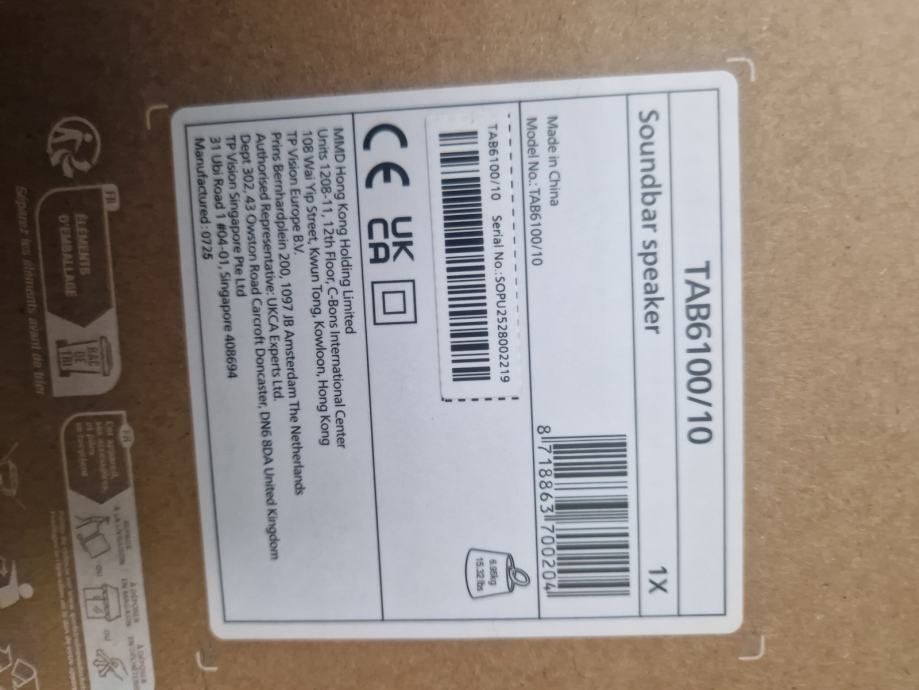 TAB6100/10
Soundbar speaker 1X
Made in China
Model No.: TAB6100/10
8 718863 700204
TAB6100/10 Serial No.:SOPU2528002219
6.95kg
15.32 lbs
CE UK
CA
MMD Hong Kong Holding Limited
Units 1208-11, 12th Floor, C-Bons International Center
108 Wai Yip Street, Kwun Tong, Kowloon, Hong Kong
TP Vision Europe B.V.
Prins Bernhardplein 200, 1097 JB Amsterdam The Netherlands
Authorised Representative: UKCA Experts Ltd.
Dept 302, 43 Owston Road Carcroft Doncaster, DN6 8DA United Kingdom
TP Vision Singapore Pte Ltd
31 Ubi Road 1 #04-01, Singapore 408694
Manufactured :0725
FR
ÉLÉMENTS
D'EMBALLAGE
BAC
DE
TRI
Séparez les éléments avant de trier
FR